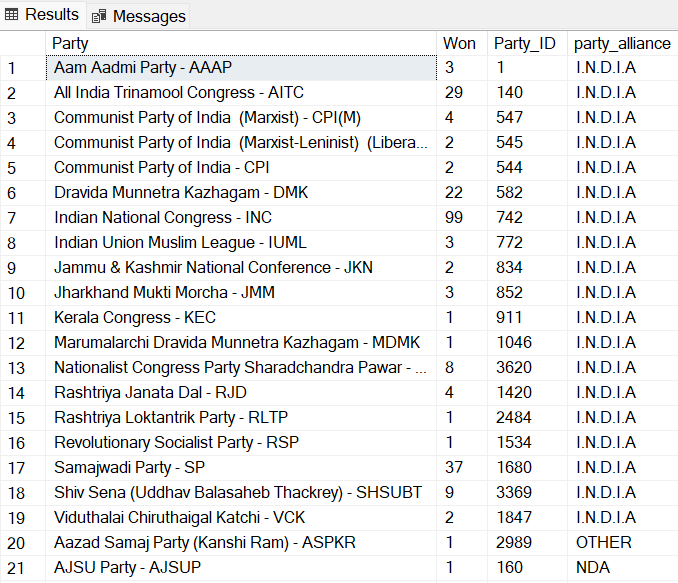 Results Messages
Party Won Party_ID party_alliance
1 Aam Aadmi Party - AAAP 3 1 I.N.D.I.A
2 All India Trinamool Congress - AITC 29 140 I.N.D.I.A
3 Communist Party of India  (Marxist) - CPI(M) 4 547 I.N.D.I.A
4 Communist Party of India  (Marxist-Leninist)  (Libera... 2 545 I.N.D.I.A
5 Communist Party of India - CPI 2 544 I.N.D.I.A
6 Dravida Munnetra Kazhagam - DMK 22 582 I.N.D.I.A
7 Indian National Congress - INC 99 742 I.N.D.I.A
8 Indian Union Muslim League - IUML 3 772 I.N.D.I.A
9 Jammu & Kashmir National Conference - JKN 2 834 I.N.D.I.A
10 Jharkhand Mukti Morcha - JMM 3 852 I.N.D.I.A
11 Kerala Congress - KEC 1 911 I.N.D.I.A
12 Marumalarchi Dravida Munnetra Kazhagam - MDMK 1 1046 I.N.D.I.A
13 Nationalist Congress Party Sharadchandra Pawar - ... 8 3620 I.N.D.I.A
14 Rashtriya Janata Dal - RJD 4 1420 I.N.D.I.A
15 Rashtriya Loktantrik Party - RLTP 1 2484 I.N.D.I.A
16 Revolutionary Socialist Party - RSP 1 1534 I.N.D.I.A
17 Samajwadi Party - SP 37 1680 I.N.D.I.A
18 Shiv Sena (Uddhav Balasaheb Thackrey) - SHSUBT 9 3369 I.N.D.I.A
19 Viduthalai Chiruthaigal Katchi - VCK 2 1847 I.N.D.I.A
20 Aazad Samaj Party (Kanshi Ram) - ASPKR 1 2989 OTHER
21 AJSU Party - AJSUP 1 160 NDA